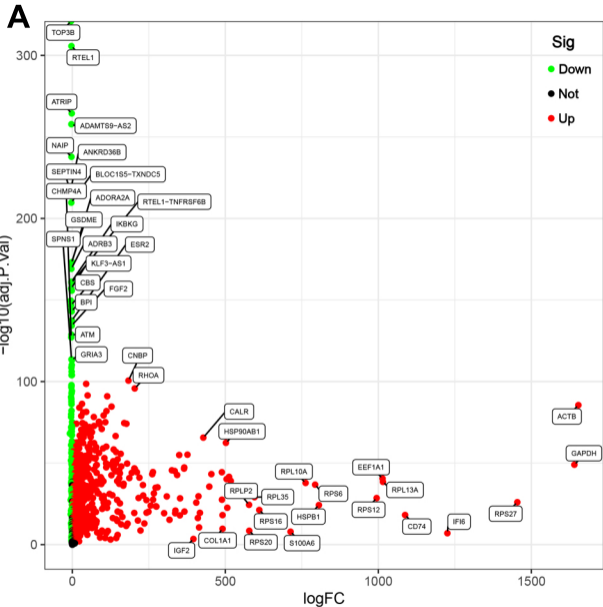 A
TOP3B
RTEL1
ATRIP
ADAMTS9−AS2
NAIP
ANKRD36B
SEPTIN4
BLOC1S5−TXNDC5
CHMP4A
ADORA2A
RTEL1−TNFRSF6B
GSDME
IKBKG
SPNS1
ADRB3
ESR2
KLF3−AS1
CBS
FGF2
BPI
ATM
GRIA3
CNBP
RHOA
CALR
HSP90AB1
ACTB
GAPDH
RPL10A
EEF1A1
RPLP2
RPL35
RPS6
RPL13A
RPS16
HSPB1
RPS12
RPS27
CD74
IFI6
IGF2
COL1A1
RPS20
S100A6
Sig
Down
Not
Up
300
200
100
0
−log10(adj.P.Val)
0
500
1000
1500
logFC